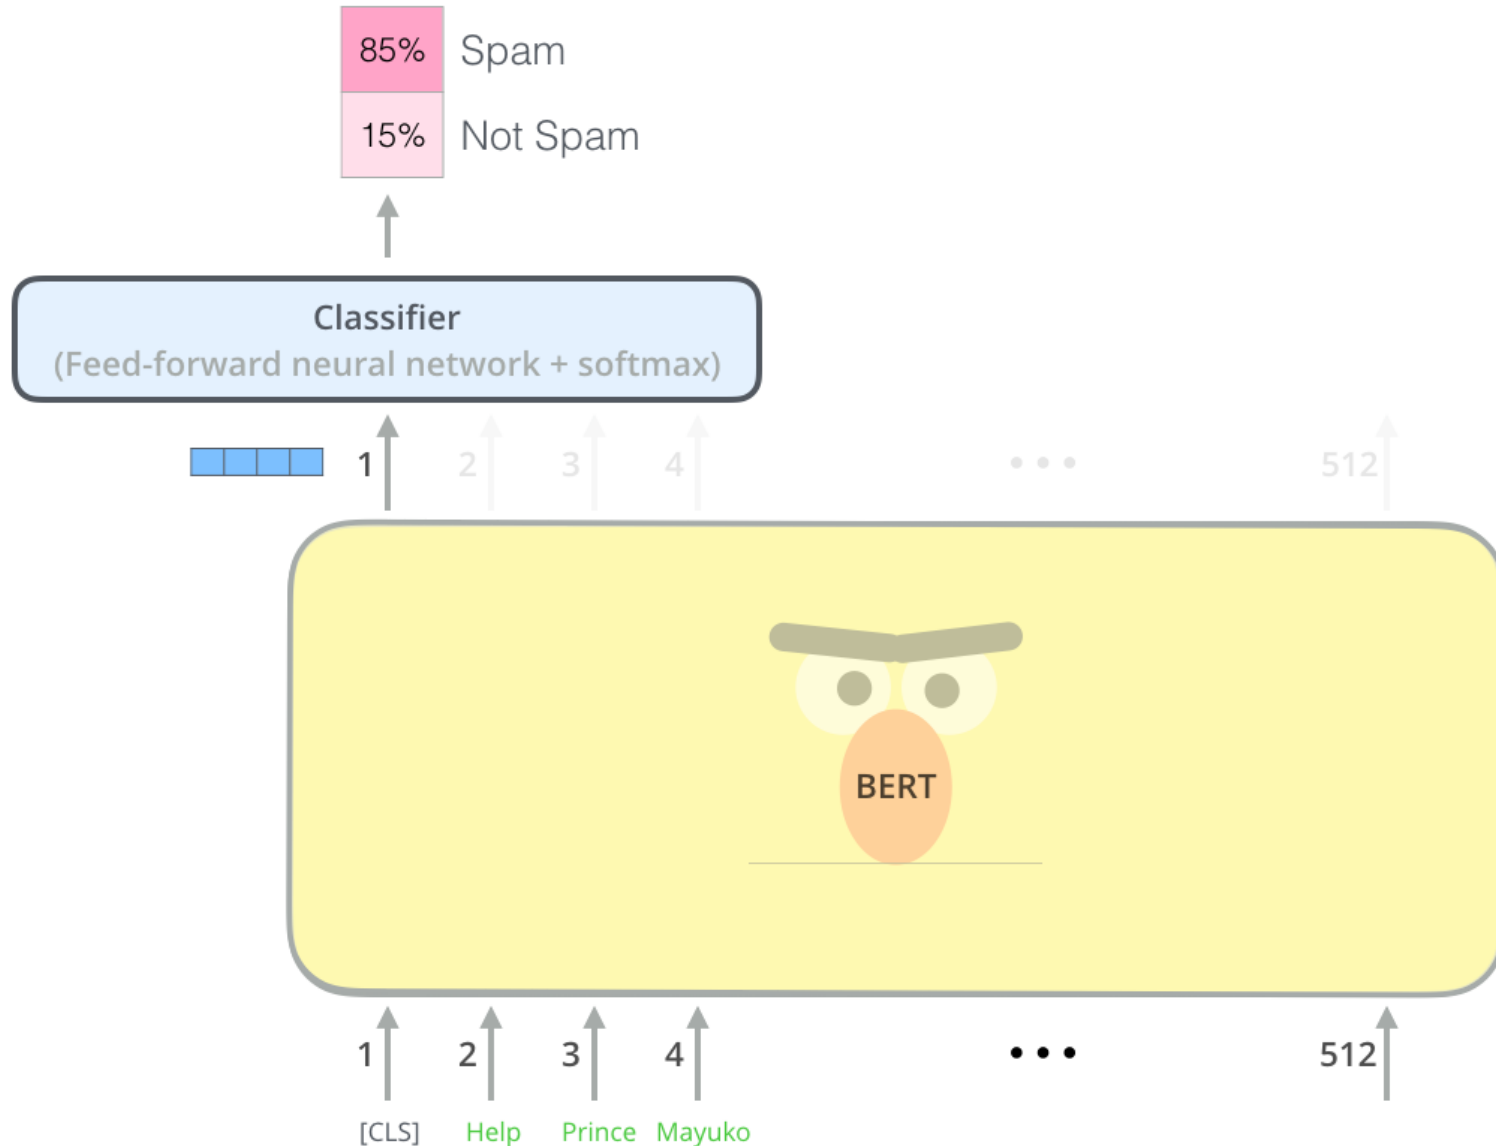 85% Spam
15% Not Spam
Classifier
(Feed-forward neural network + softmax)
1 2 3 4 ••• 512
BERT
1 2 3 4 ••• 512
[CLS] Help Prince Mayuko